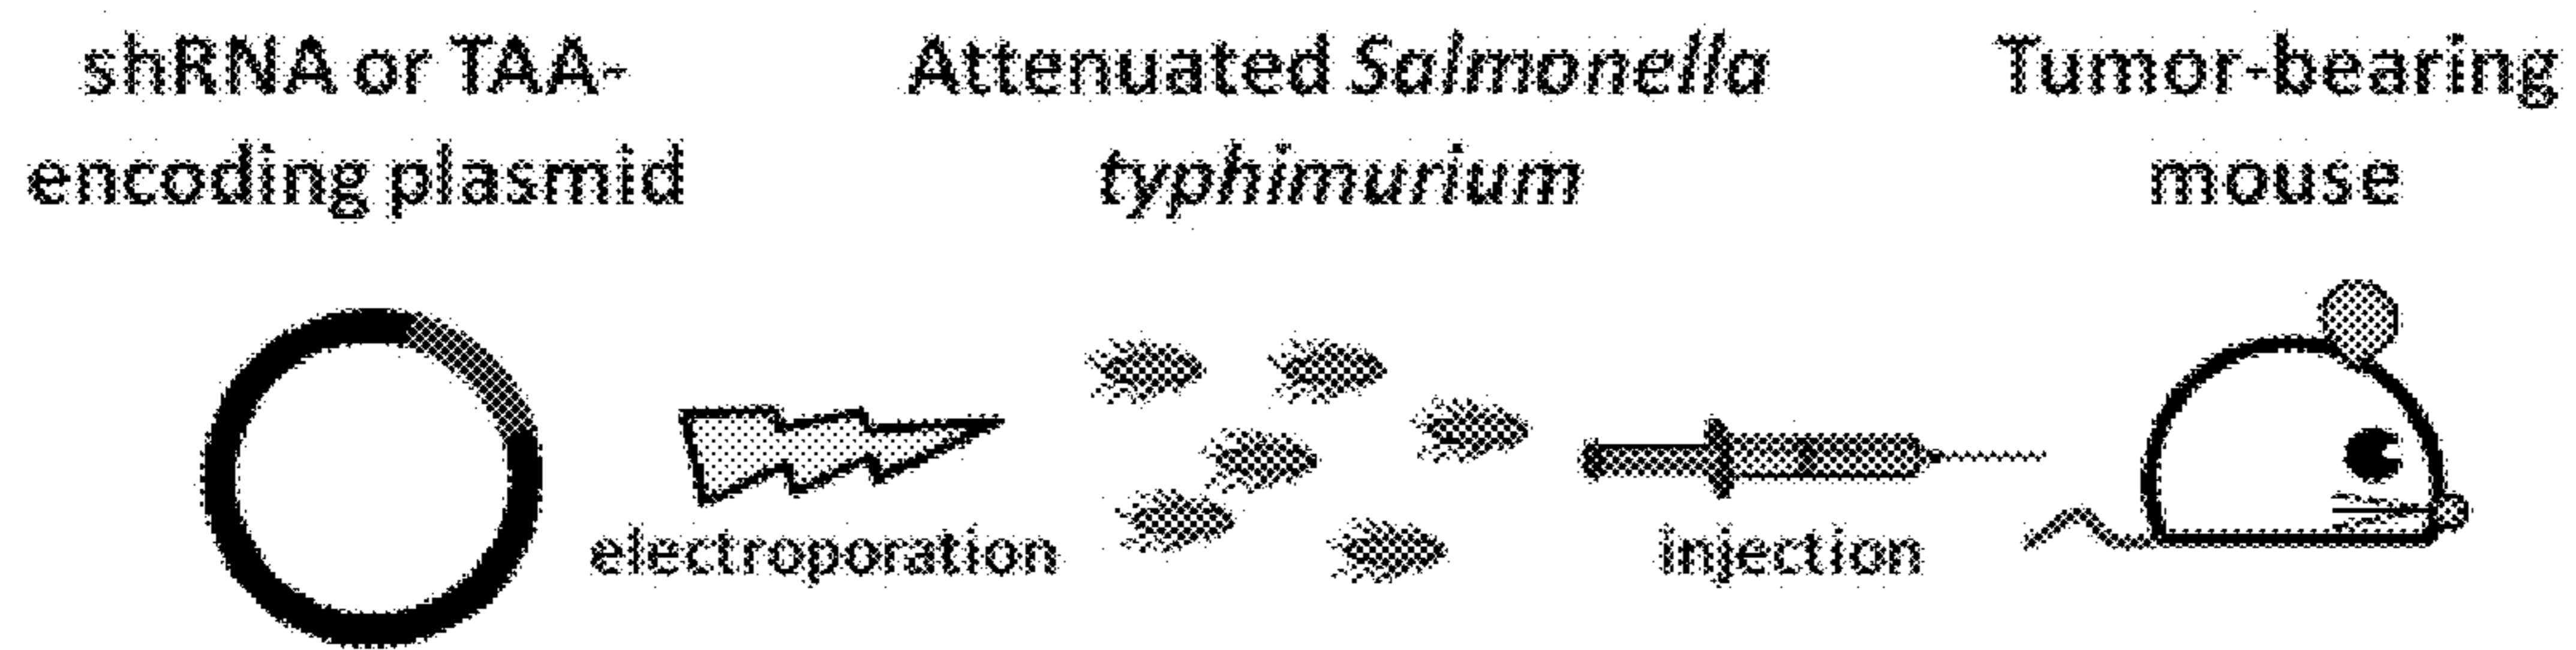 shRNA or TAA-
encoding plasmid
Attenuated Salmonella
typhimurium
Tumor-bearing
mouse
electroporation
injection